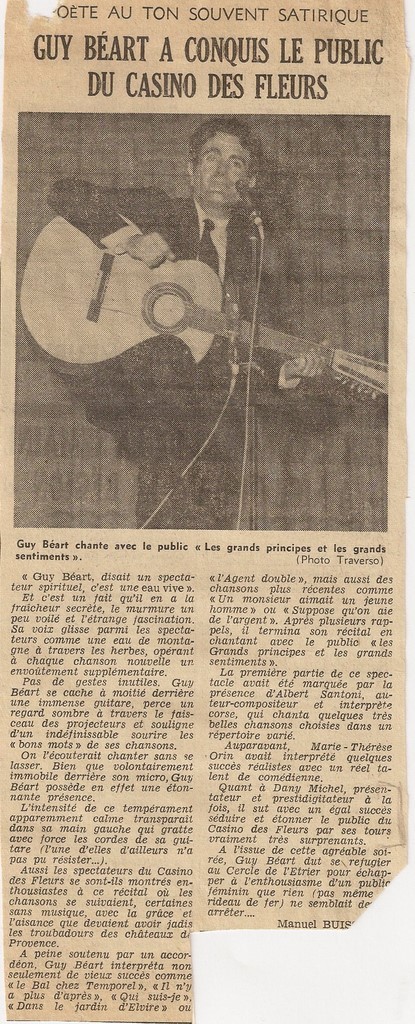 OÈTE AU TON SOUVENT SATIRIQUE
GUY BÉART A CONQUIS LE PUBLIC
DU CASINO DES FLEURS
Guy Béart chante avec le public « Les grands principes et les grands
sentiments ».
(Photo Traverso)
« Guy Béart, disait un specta-
teur spirituel, c'est une eau vive ».
Et c'est un fait qu'il en a la
fraicheur secrète, le murmure un
peu voilé et l'étrange fascination.
Sa voix glisse parmi les spec-
tateurs comme une eau de monta-
gne à travers les herbes, opérant
à chaque chanson nouvelle un
envoûtement supplémentaire.
Pas de gestes inutiles. Guy
Béart se cache à moitié derrière
une immense guitare, perce un
regard sombre à travers le fais-
ceau des projecteurs et souligne
d'un indéfinissable sourire les
« bons mots » de ses chansons.
On l'écouterait chanter sans se
lasser. Bien que volontairement
immobile derrière son micro, Guy
Béart possède en effet une éton-
nante présence.
L'intensité de ce tempérament
apparemment calme transparait
dans sa main gauche qui gratte
avec force les cordes de sa gui-
tare (l'une d'elles d'ailleurs n'a
pas pu résister...).
Aussi les spectateurs du Casino
des Fleurs se sont-ils montrés en-
thousiastes à ce récital où les
chansons se suivaient, certaines
sans musique, avec la grâce et
l'aisance que devaient avoir jadis
les troubadours des châteaux de
Provence.
A peine soutenu par un accor-
déon, Guy Béart interpréta non
seulement de vieux succès comme
« le Bal chez Temporel », « Il n'y
a plus d'après », « Qui suis-je »,
« Dans le jardin d'Elvire » ou
« l'Agent double », mais aussi des
chansons plus récentes comme
« Un monsieur aimait un jeune
homme » ou « Suppose qu'on aie
de l'argent ». Après plusieurs rap-
pels, il termina son récital en
chantant avec le public « les
Grands principes et les grands
sentiments ».
La première partie de ce spec-
tacle avait été marquée par la
présence d'Albert Santoni, au-
teur-compositeur et interprète
corse, qui chanta quelques très
belles chansons choisies dans un
répertoire varié.
Auparavant, Marie - Thérèse
Orin avait interprété quelques
succès réalistes avec un réel ta-
lent de comédienne.
Quant à Dany Michel, présen-
tateur et prestidigitateur à la
fois, il sut avec un égal succès
séduire et étonner le public du
Casino des Fleurs par ses tours
vraiment très surprenants.
A l'issue de cette agréable soi-
rée, Guy Béart dut se réfugier
au Cercle de l'Etrier pour échap-
per à l'enthousiasme d'un public
féminin que rien (pas même
rideau de fer) ne semblait de
arrêter....
Manuel BUIS